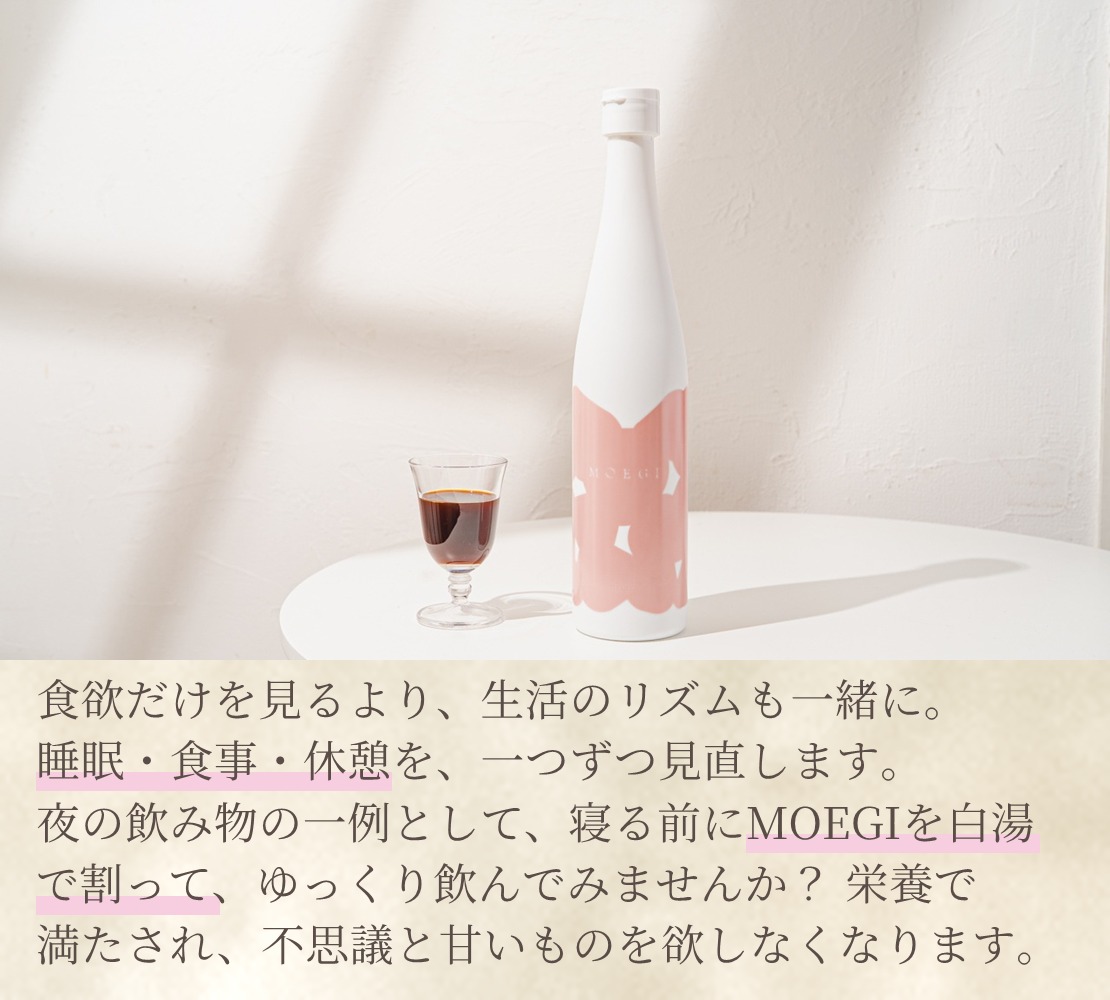 MOEGI
食欲だけを見るより、生活のリズムも一緒に。
睡眠・食事・休憩を、一つずつ見直します。
夜の飲み物の一例として、寝る前にMOEGIを白湯
で割って、ゆっくり飲んでみませんか？ 栄養で
満たされ、不思議と甘いものを欲しなくなります。